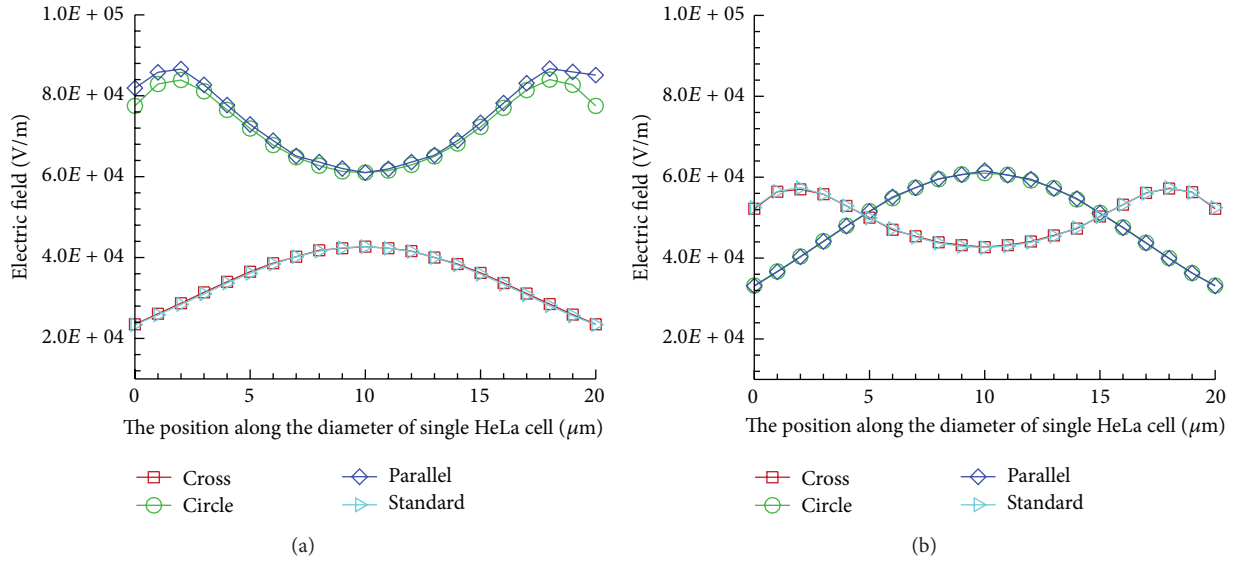 1.0E + 05
8.0E + 04
6.0E + 04
4.0E + 04
2.0E + 04
Electric field (V/m)
0 5 10 15 20
The position along the diameter of single HeLa cell (μm)
Cross Parallel
Circle Standard
(a)
1.0E + 05
8.0E + 04
6.0E + 04
4.0E + 04
2.0E + 04
Electric field (V/m)
0 5 10 15 20
The position along the diameter of single HeLa cell (μm)
Cross Parallel
Circle Standard
(b)